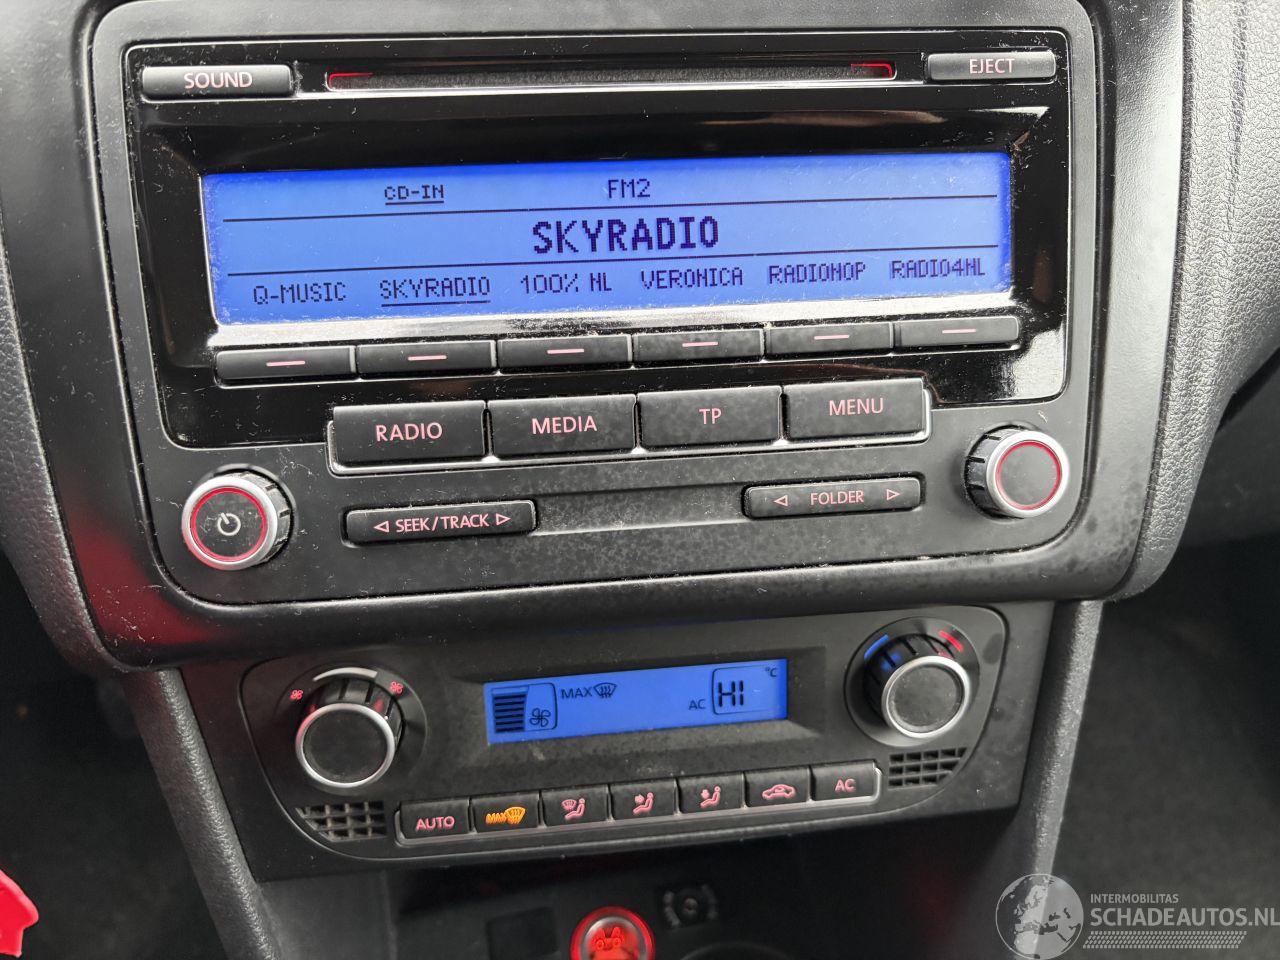 SOUND
EJECT
CD-IN FM2
SKYRADIO
Q-MUSIC SKYRADIO 100% NL VERONICA RADIONOP RADIO4NL
RADIO MEDIA TP MENU
SEEK/TRACK
FOLDER
MAX
AC HI °C
AUTO MAX AC
INTERMOBILITAS
SCHADEAUTOS.NL